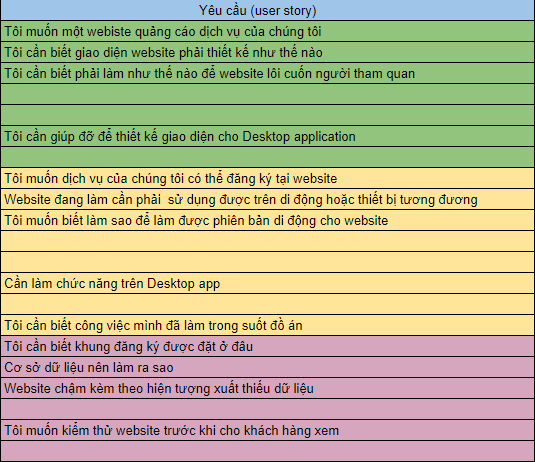 Yêu cầu (user story)
Tôi muốn một webiste quảng cáo dịch vụ của chúng tôi
Tôi cần biết giao diện website phải thiết kế như thế nào
Tôi cần biết phải làm như thế nào để website lôi cuốn người tham quan
Tôi cần giúp đỡ để thiết kế giao diện cho Desktop application
Tôi muốn dịch vụ của chúng tôi có thể đăng ký tại website
Website đang làm cần phải sử dụng được trên di động hoặc thiết bị tương đương
Tôi muốn biết làm sao để làm được phiên bản di động cho website
Cần làm chức năng trên Desktop app
Tôi cần biết công việc mình đã làm trong suốt đồ án
Tôi cần biết khung đăng ký được đặt ở đâu
Cơ sở dữ liệu nên làm ra sao
Website chậm kèm theo hiện tượng xuất thiếu dữ liệu
Tôi muốn kiểm thử website trước khi cho khách hàng xem